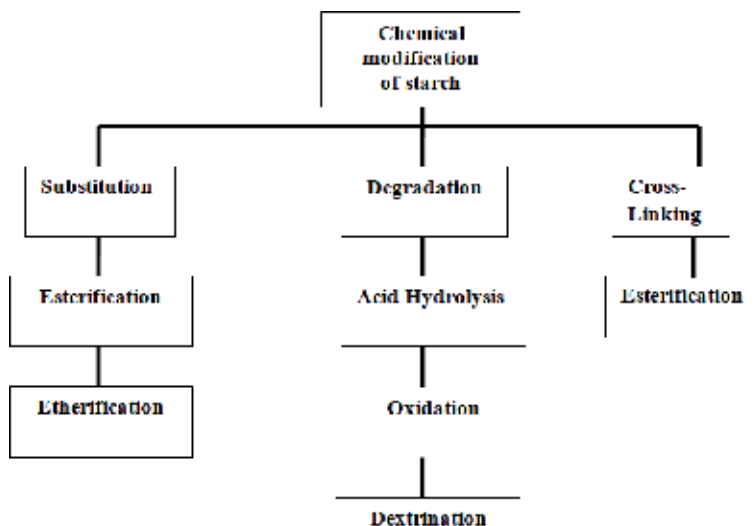 Chemical
modification
of starch
Substitution
Degradation
Cross-
Linking
Esterification
Acid Hydrolysis
Esterification
Etherification
Oxidation
Dextrination